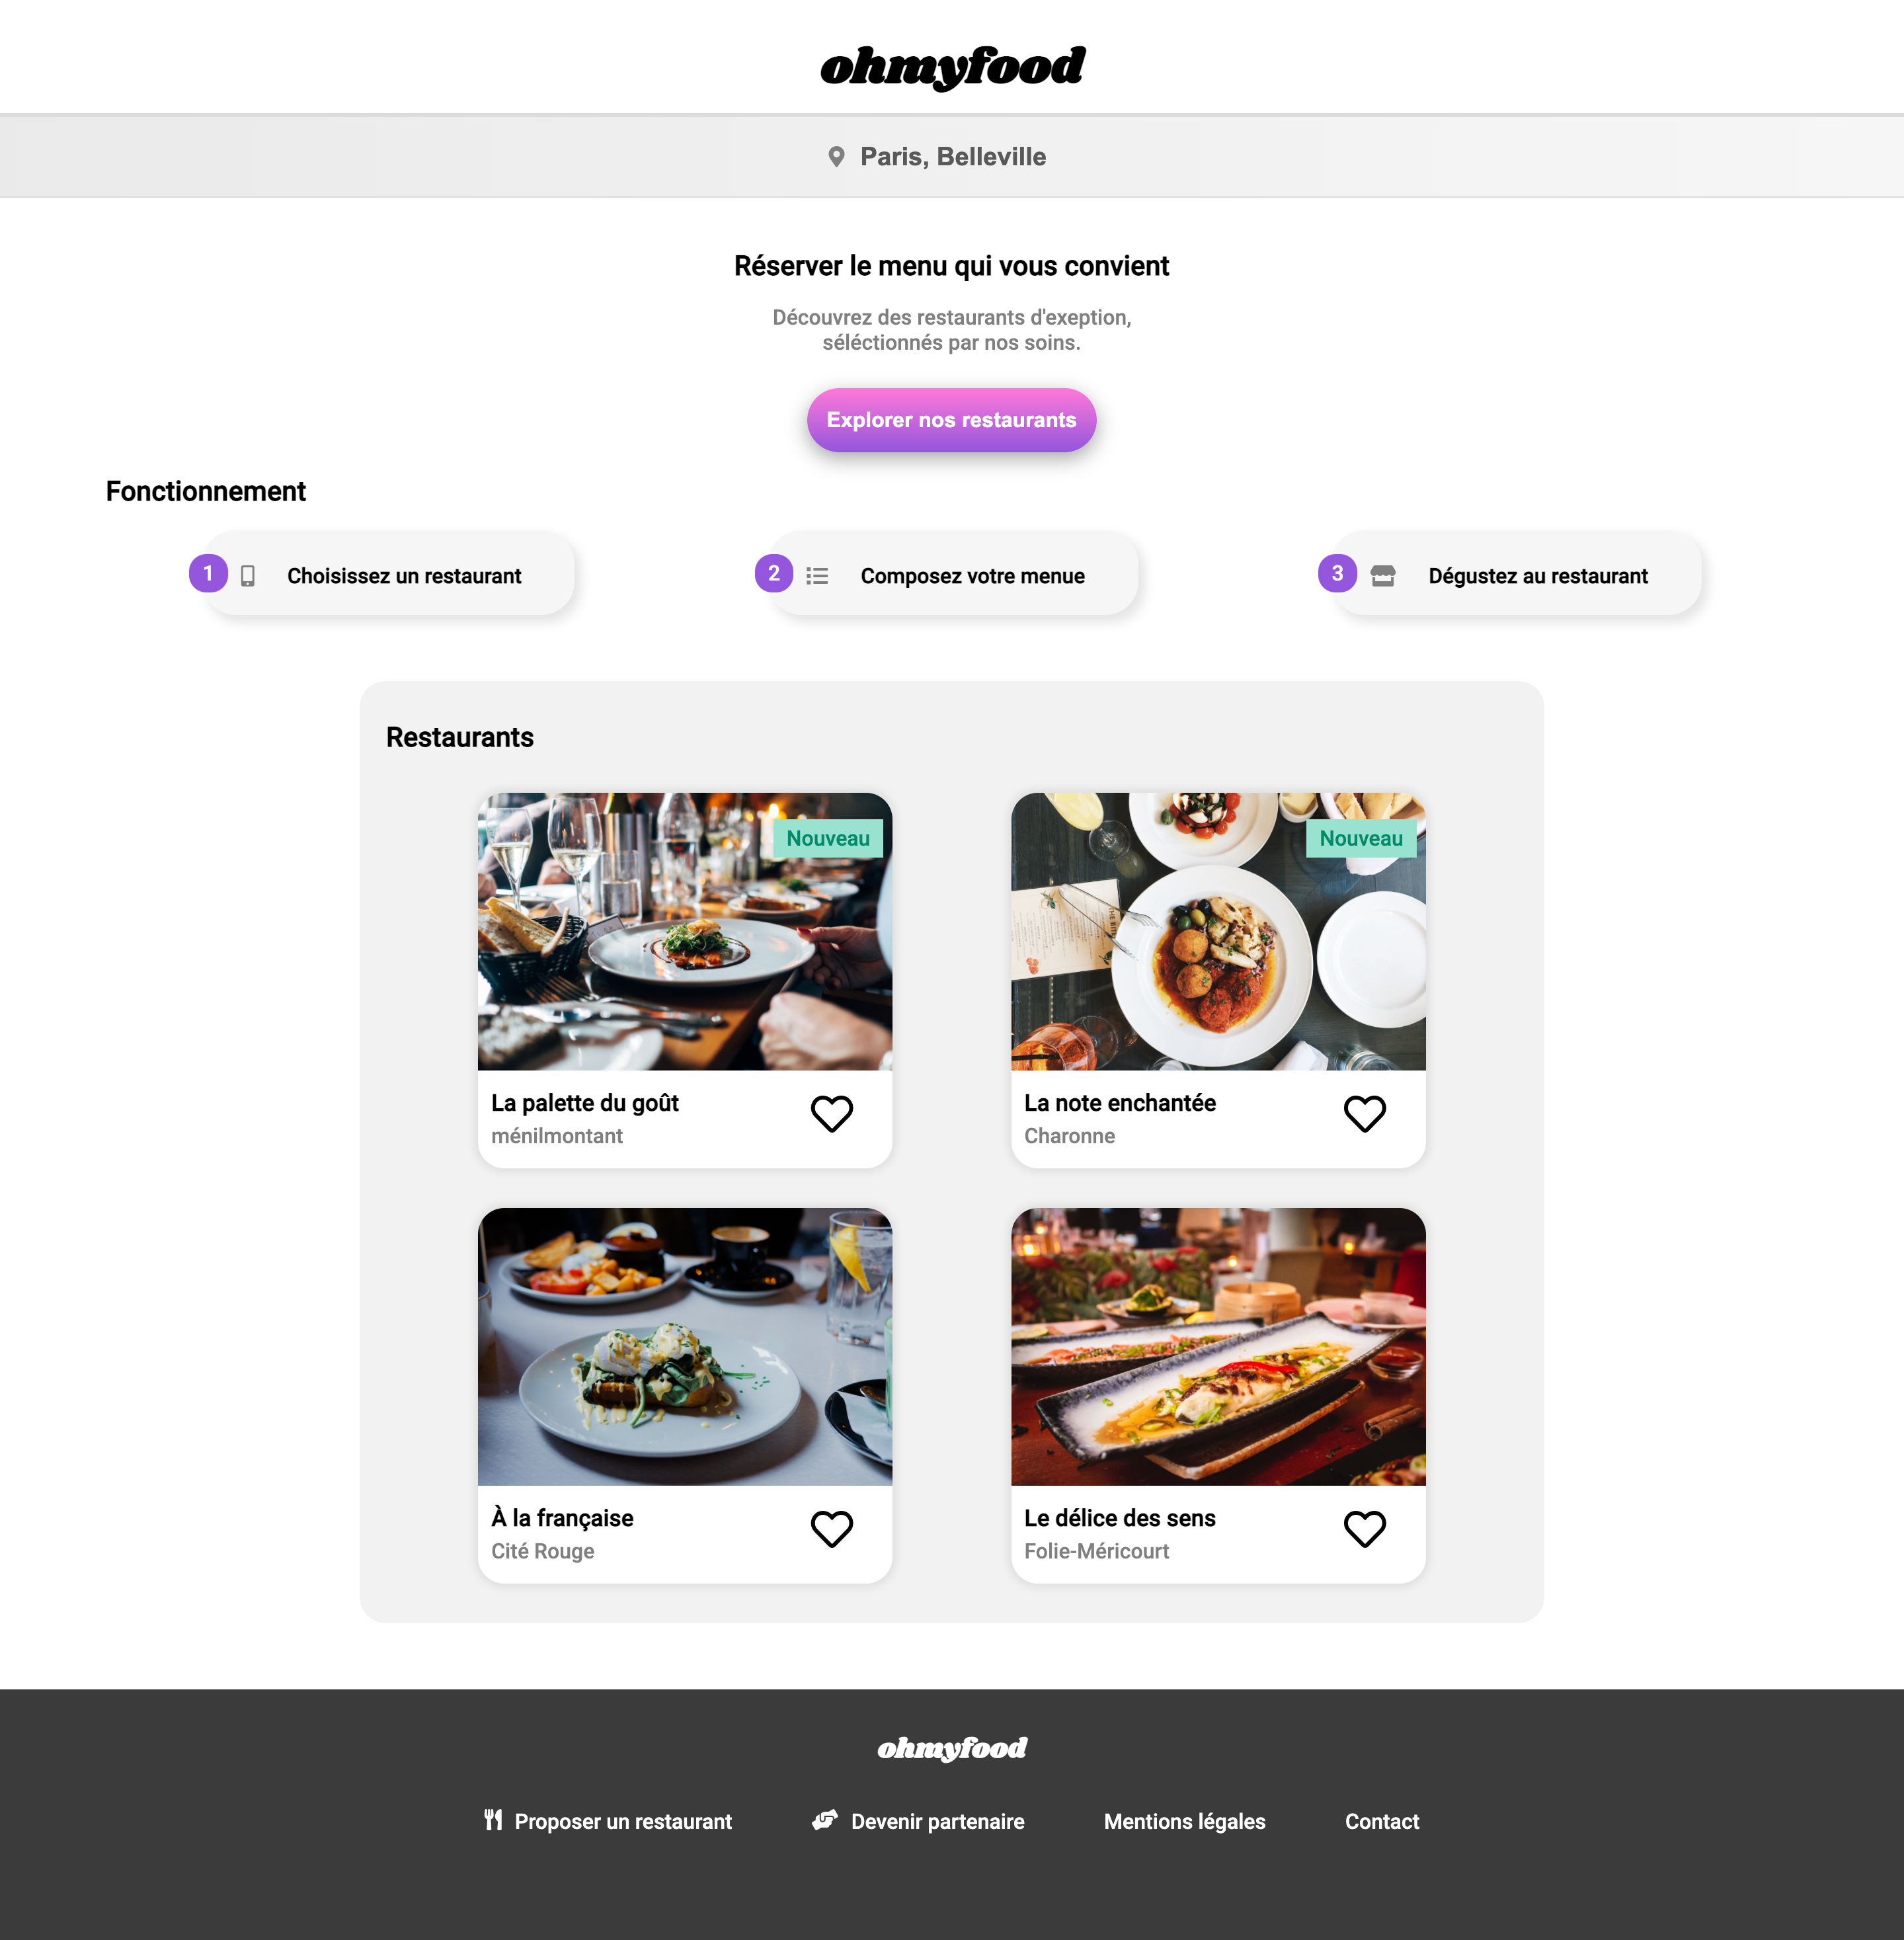 ohmyfood
Paris, Belleville
Réserver le menu qui vous convient
Découvrez des restaurants d'exeption,
séléctionnés par nos soins.
Explorer nos restaurants
Fonctionnement
1 Choisissez un restaurant
2 Composez votre menue
3 Dégustez au restaurant
Restaurants
Nouveau
La palette du goût
ménilmontant
Nouveau
La note enchantée
Charonne
À la française
Cité Rouge
Le délice des sens
Folie-Méricourt
ohmyfood
Proposer un restaurant
Devenir partenaire
Mentions légales
Contact